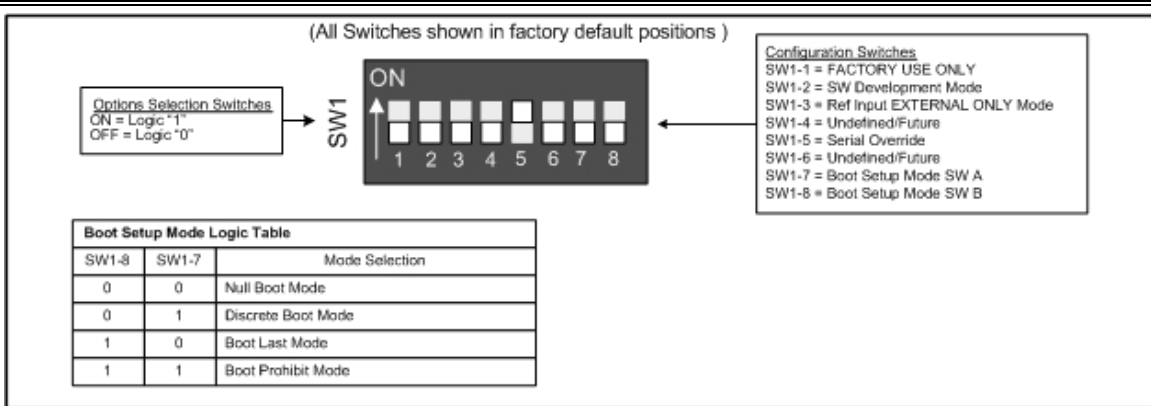 (All Switches shown in factory default positions )
Options Selection Switches
ON = Logic "1"
OFF = Logic "0"
SW1
ON
1 2 3 4 5 6 7 8
Configuration Switches
SW1-1 = FACTORY USE ONLY
SW1-2 = SW Development Mode
SW1-3 = Ref Input EXTERNAL ONLY Mode
SW1-4 = Undefined/Future
SW1-5 = Serial Override
SW1-6 = Undefined/Future
SW1-7 = Boot Setup Mode SW A
SW1-8 = Boot Setup Mode SW B
Boot Setup Mode Logic Table
SW1-8 SW1-7 Mode Selection
0 0 Null Boot Mode
0 1 Discrete Boot Mode
1 0 Boot Last Mode
1 1 Boot Prohibit Mode